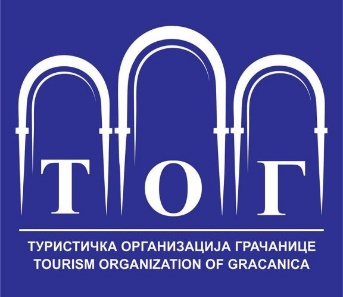 ТОГ
ТУРИСТИЧКА ОРГАНИЗАЦИЈА ГРАЧАНИЦЕ
TOURISM ORGANIZATION OF GRACANICA